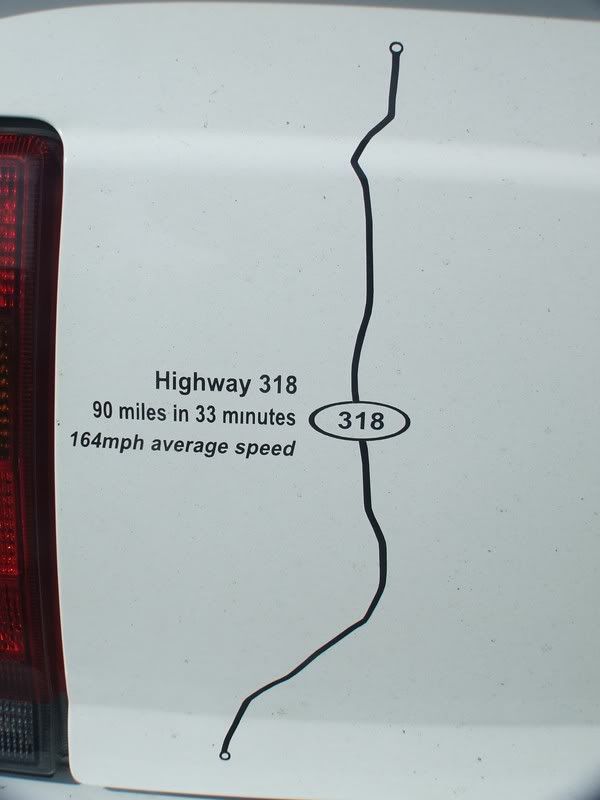 Highway 318
90 miles in 33 minutes
164mph average speed
318